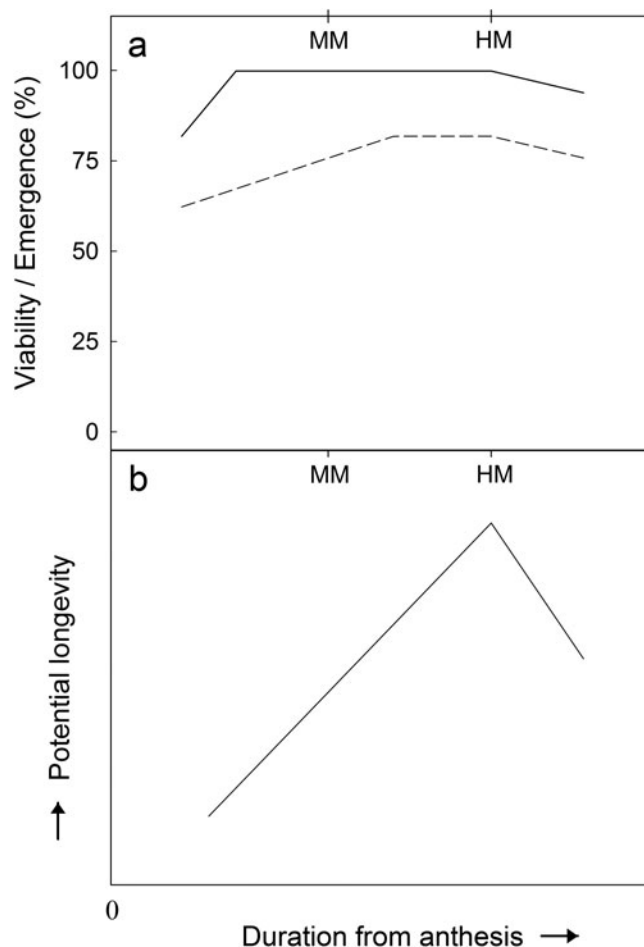 a
MM HM
100
75
50
25
0
Viability / Emergence (%)
b
MM HM
Potential longevity
0
Duration from anthesis